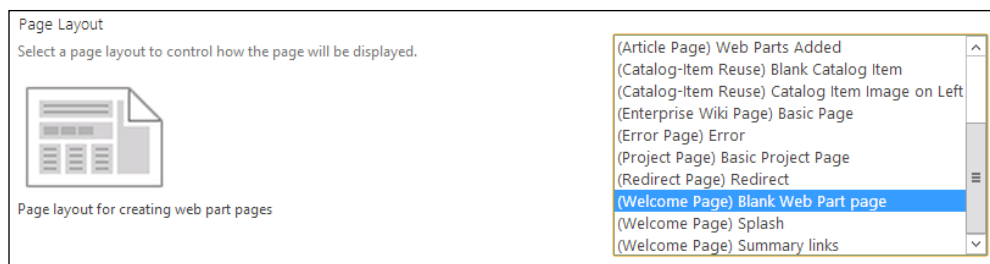 Page Layout
Select a page layout to control how the page will be displayed.
Page layout for creating web part pages
(Article Page) Web Parts Added
(Catalog-Item Reuse) Blank Catalog Item
(Catalog-Item Reuse) Catalog Item Image on Left
(Enterprise Wiki Page) Basic Page
(Error Page) Error
(Project Page) Basic Project Page
(Redirect Page) Redirect
(Welcome Page) Blank Web Part page
(Welcome Page) Splash
(Welcome Page) Summary links